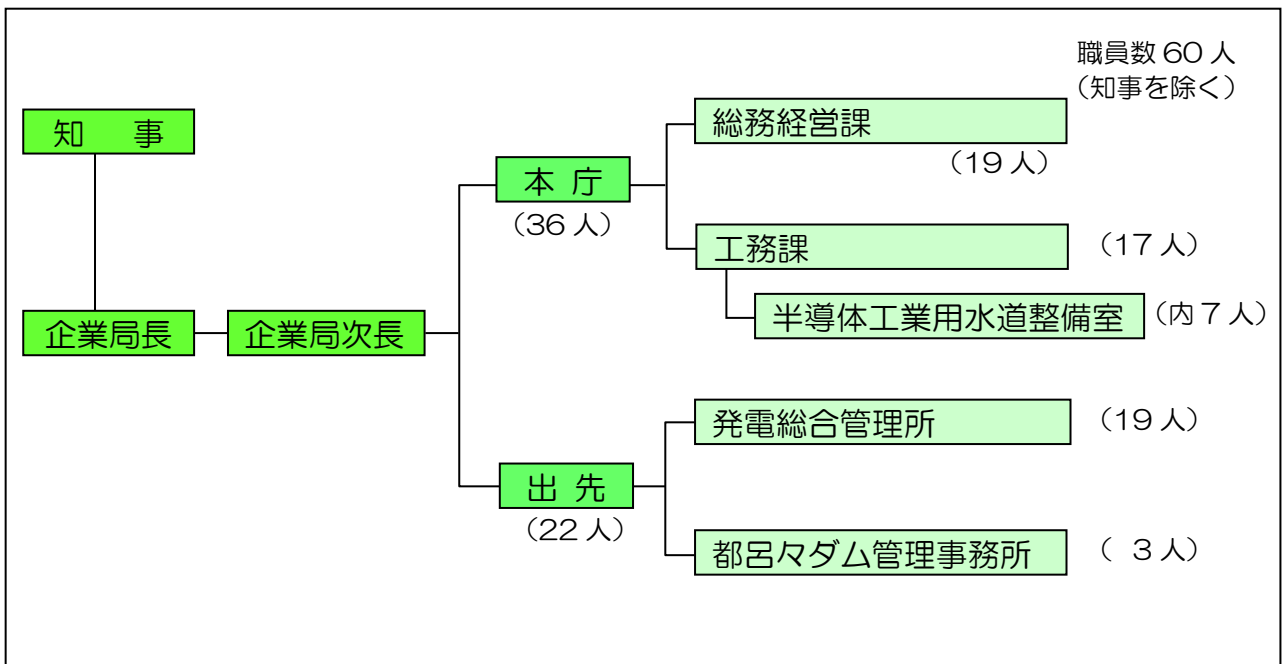 職員数 60 人
（知事を除く）
知　事
総務経営課
（19 人）
本 庁
（36 人）
工務課
（17 人）
企業局長
企業局次長
半導体工業用水道整備室
（内 7 人）
発電総合管理所
（19 人）
出 先
（22 人）
都呂々ダム管理事務所
（ 3 人）